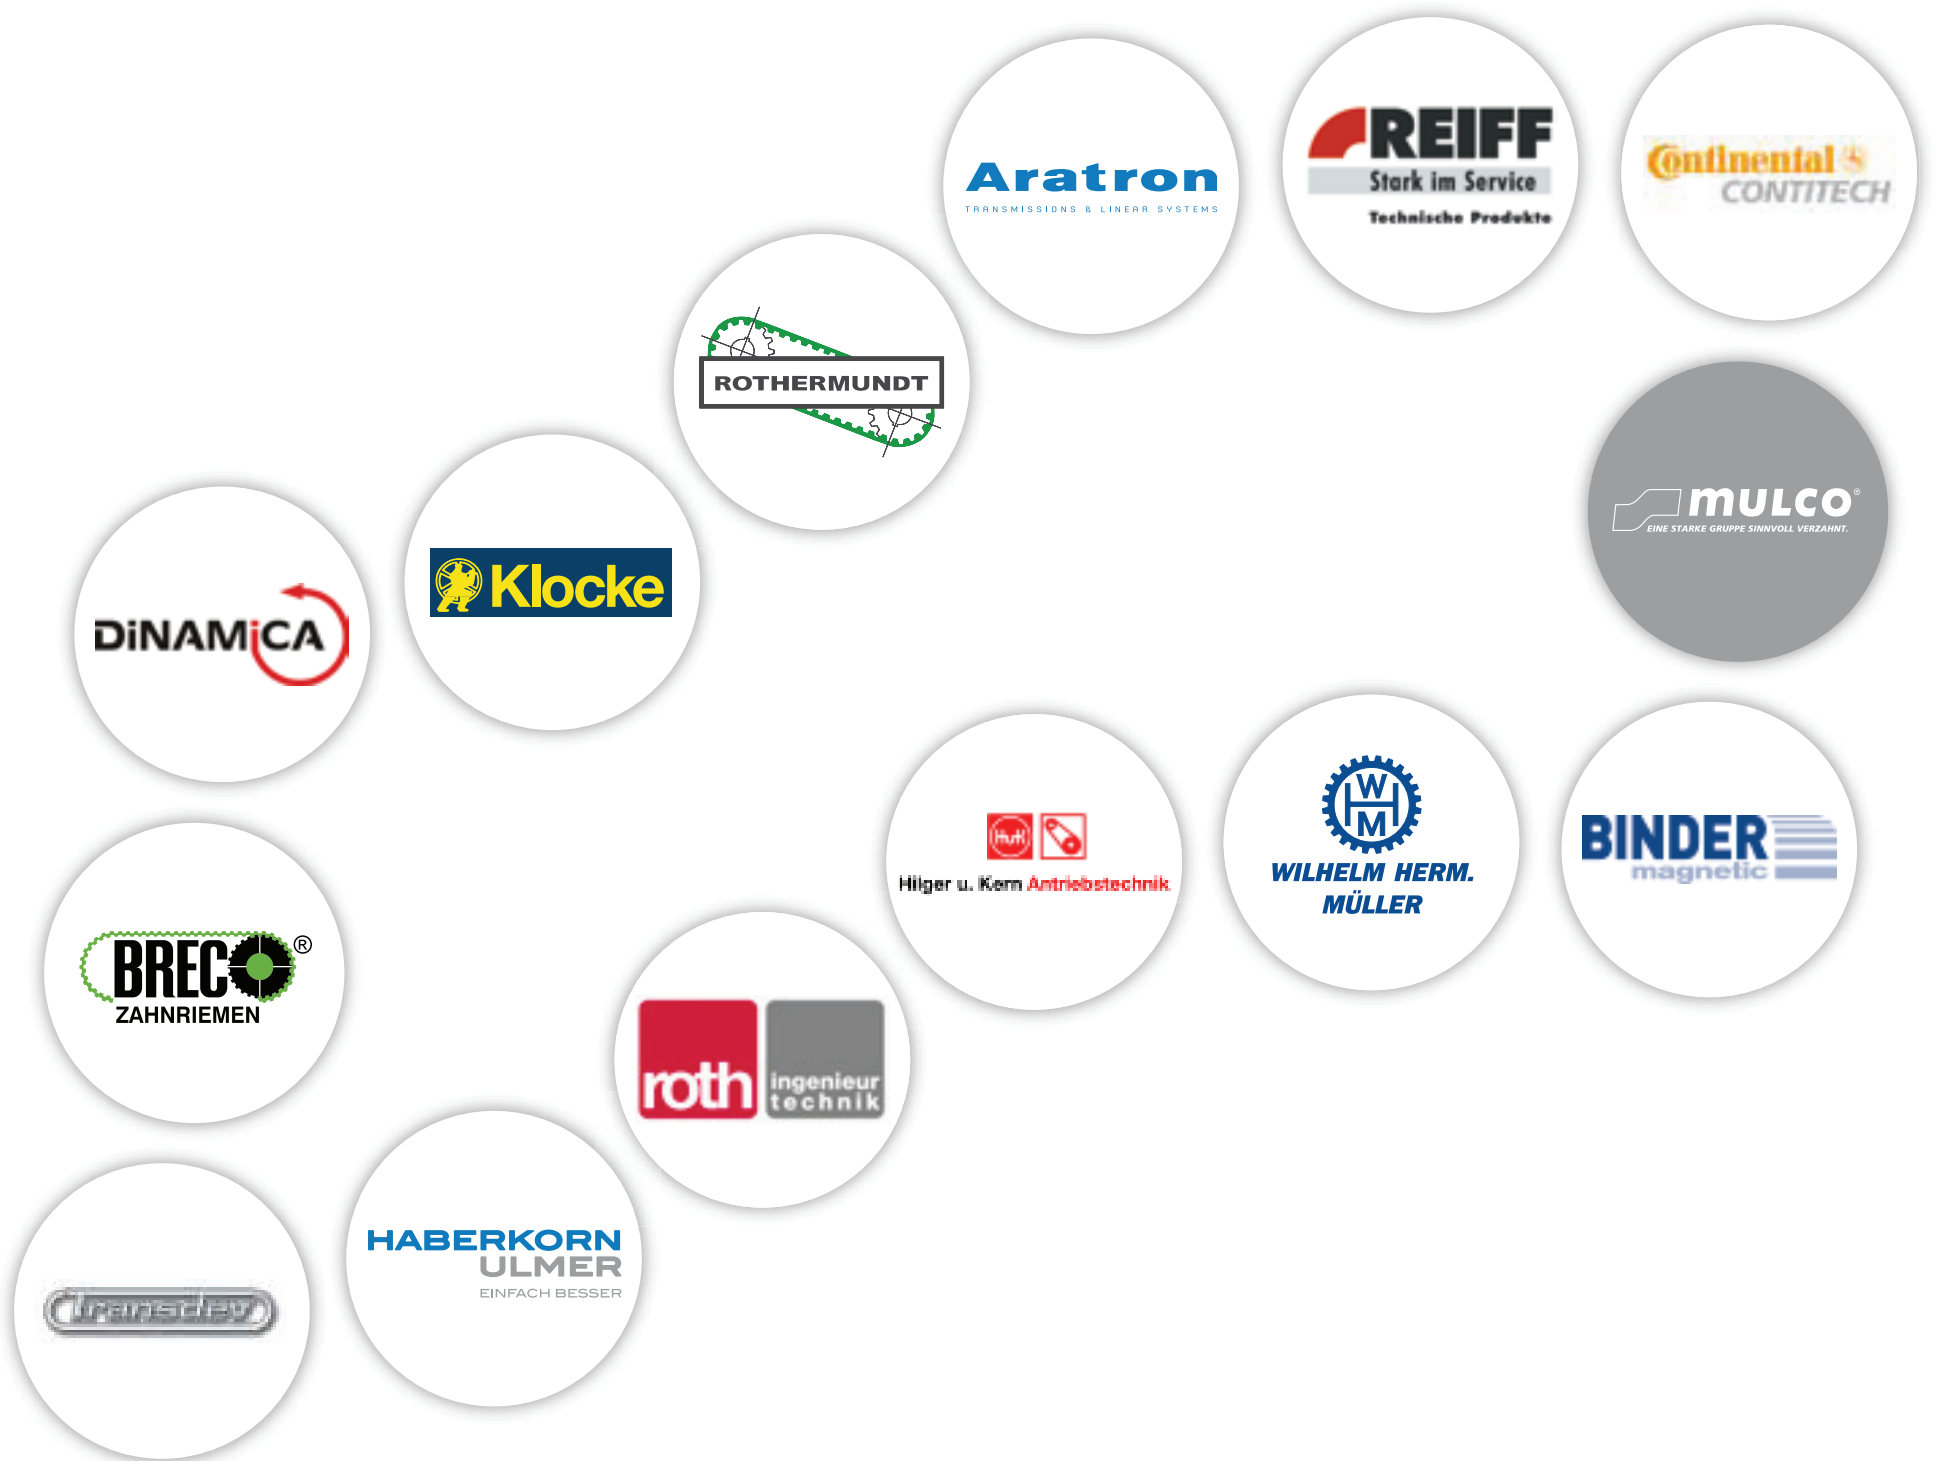 Aratron
TRANSMISSIONS & LINEAR SYSTEMS
REIFF
Stark im Service
Technische Produkte
Continental
CONTITECH
ROTHERMUNDT
mulco®
EINE STARKE GRUPPE SINNVOLL VERZAHNT.
Klocke
DiNAMiCA
HuK
Hilger u. Kern Antriebstechnik
W
H
M
WILHELM HERM.
MÜLLER
BINDER
magnetic
BRECO®
ZAHNRIEMEN
roth
ingenieur
technik
HABERKORN
ULMER
EINFACH BESSER
transdev